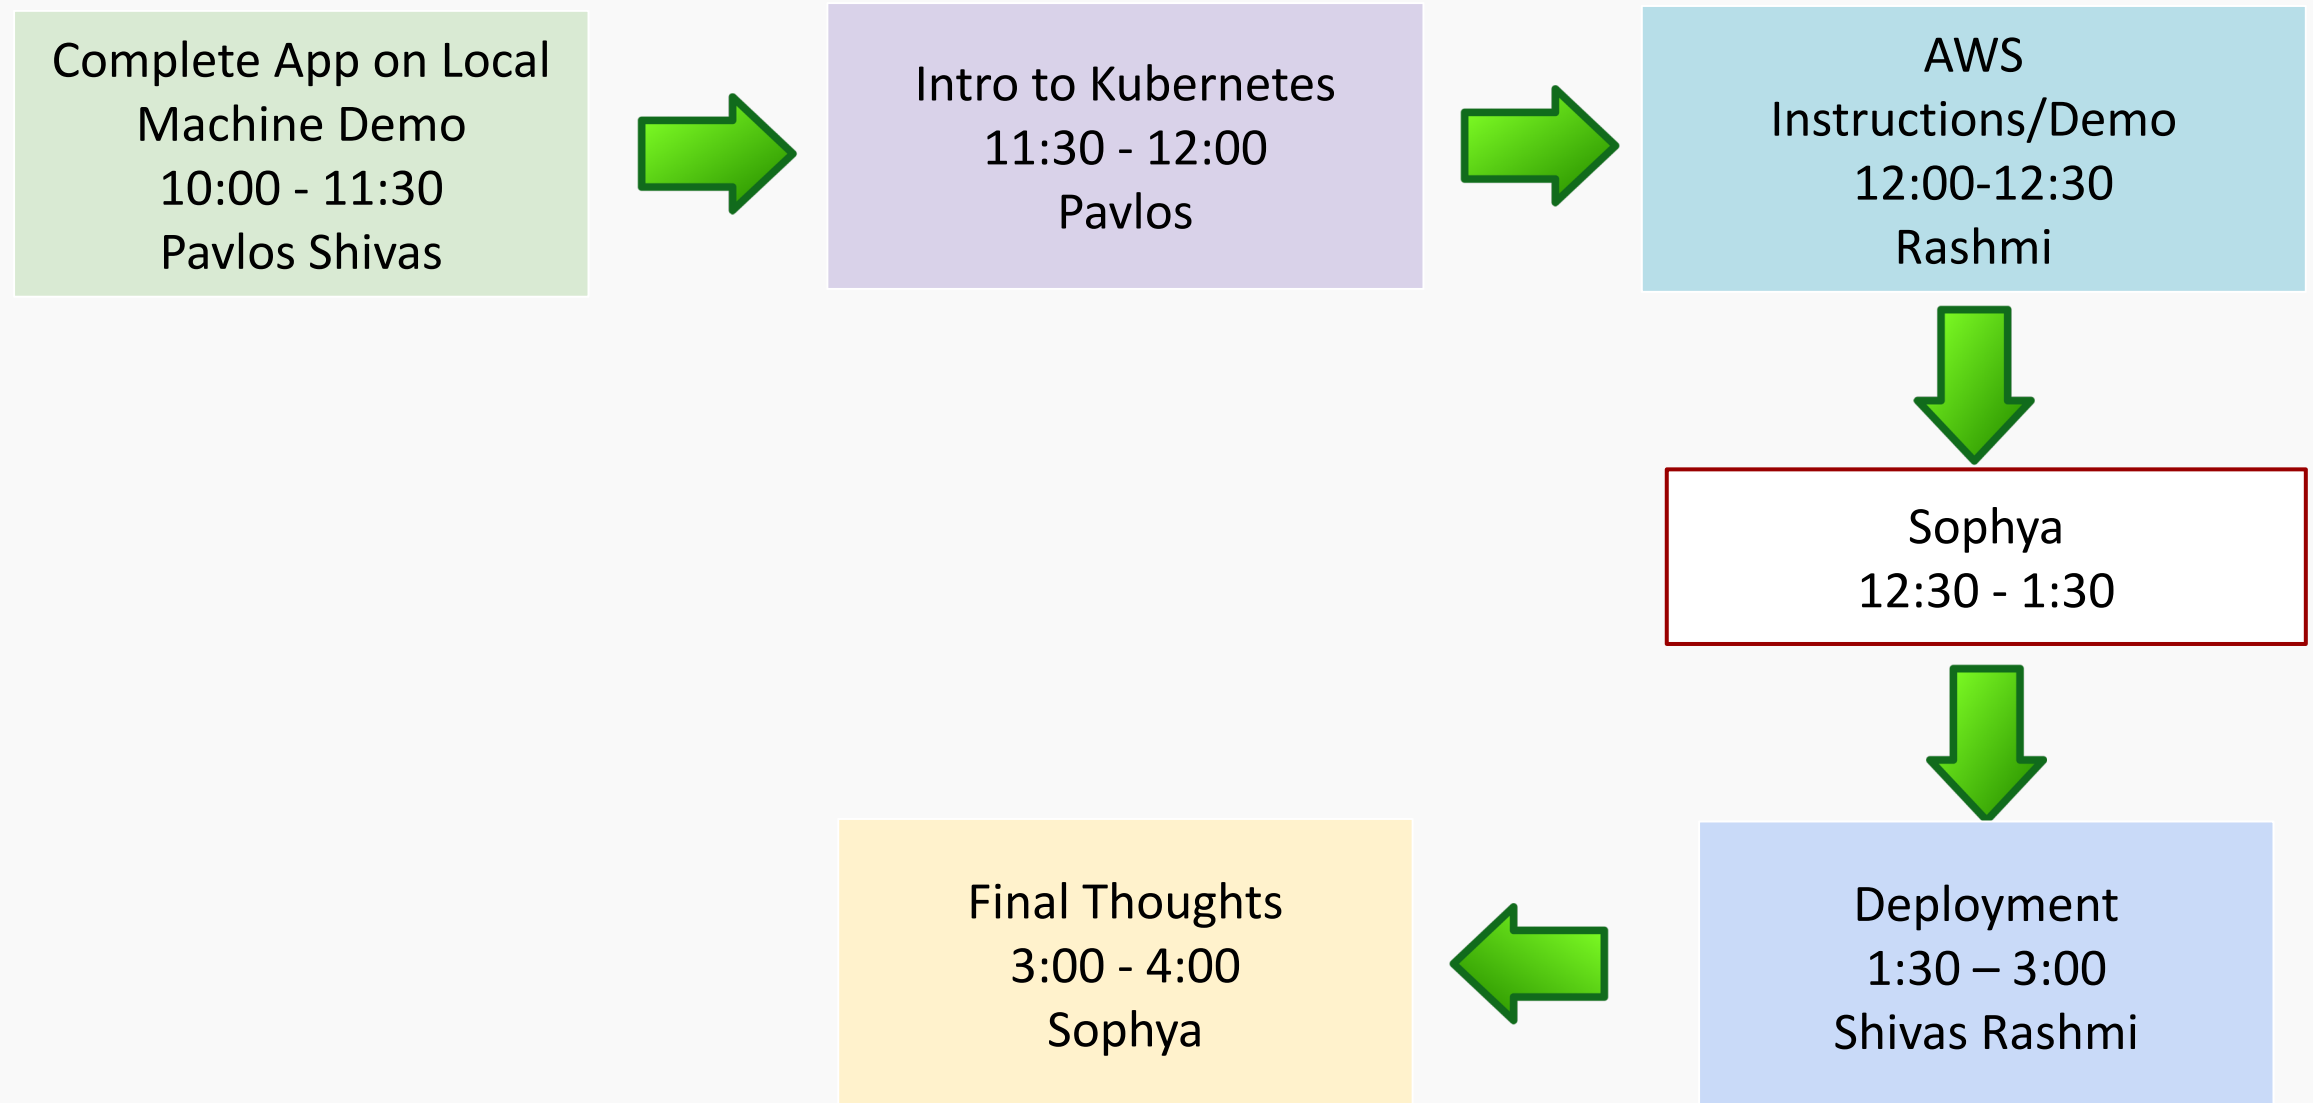 Complete App on Local
Machine Demo
10:00 - 11:30
Pavlos Shivas
Intro to Kubernetes
11:30 - 12:00
Pavlos
AWS
Instructions/Demo
12:00-12:30
Rashmi
Sophya
12:30 - 1:30
Deployment
1:30 – 3:00
Shivas Rashmi
Final Thoughts
3:00 - 4:00
Sophya